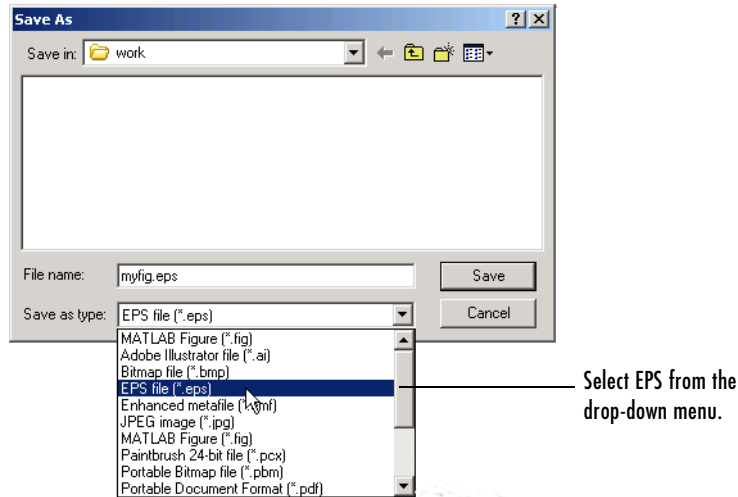 Save As
Save in: work
File name: myfig.eps Save
Save as type: EPS file (*.eps) Cancel
MATLAB Figure (*.fig)
Adobe Illustrator file (*.ai)
Bitmap file (*.bmp)
EPS file (*.eps)
Enhanced metafile
JPEG image (*.jpg)
MATLAB Figure (*.fig)
Paintbrush 24-bit file (*.pcx)
Portable Bitmap file (*.pbm)
Portable Document Format (*.pdf)
Select EPS from the
drop-down menu.